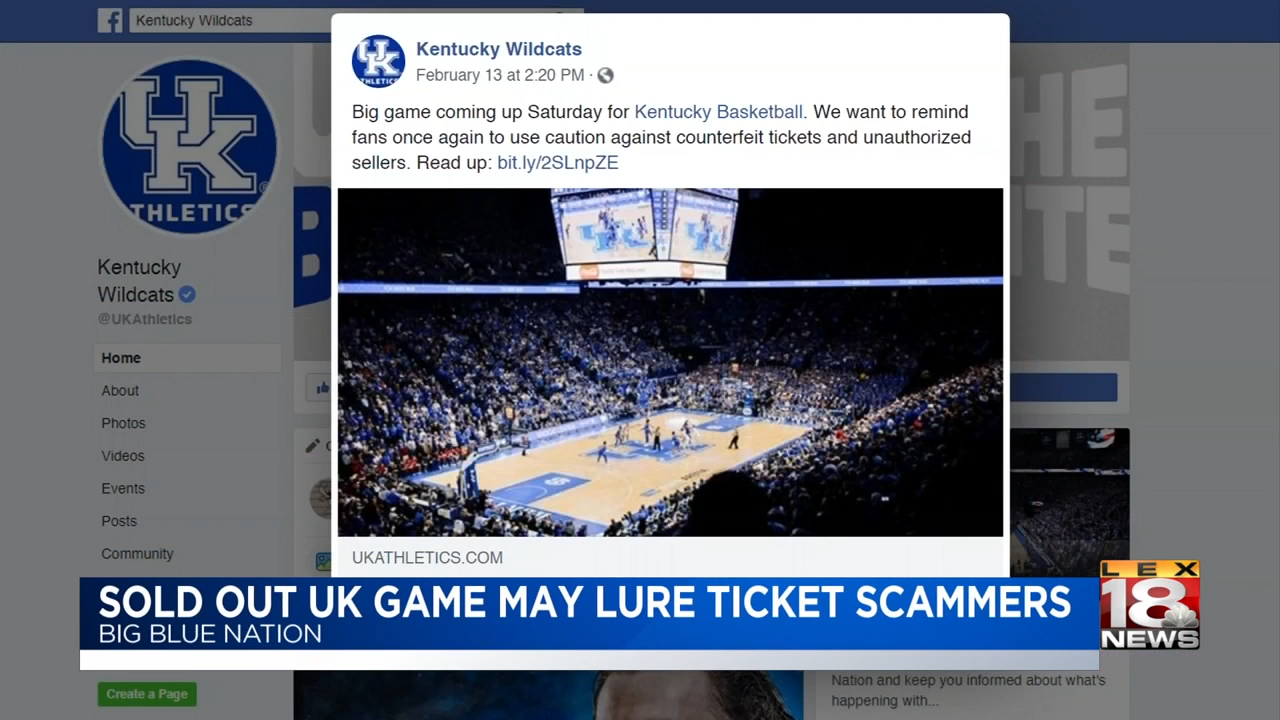 Kentucky Wildcats
Kentucky Wildcats
February 13 at 2:20 PM ·
Big game coming up Saturday for Kentucky Basketball. We want to remind
fans once again to use caution against counterfeit tickets and unauthorized
sellers. Read up: bit.ly/2SLnpZE
UK
ATHLETICS
UK
THLETICS
Kentucky
Wildcats
@UKAthletics
Home
About
Photos
Videos
Events
Posts
Community
Create a Page
UKATHLETICS.COM
SOLD OUT UK GAME MAY LURE TICKET SCAMMERS
BIG BLUE NATION
LEX
18
NEWS
Nation and keep you informed about what's
happening with...